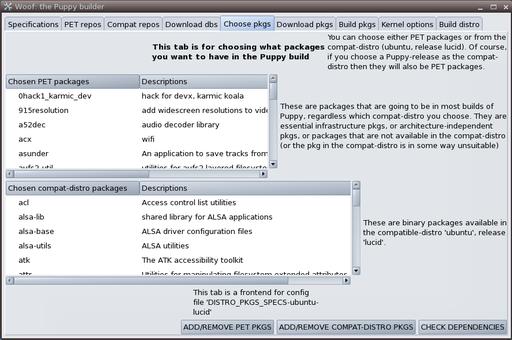 Woof: the Puppy builder
Specifications PET repos Compat repos Download dbs Choose pkgs Download pkgs Build pkgs Kernel options Build distro
This tab is for choosing what packages
you want to have in the Puppy build
You can choose either PET packages or from the
compat-distro (ubuntu, release lucid). Of course,
if you choose a Puppy-release as the compat-
distro then they will also be PET packages.
Chosen PET packages Descriptions
0hack1_karmic_dev hack for devx, karmic koala
915resolution add widescreen resolutions to vide
a52dec audio decoder library
acx wifi
asunder An application to save tracks from
aufs2-util utilities for aufs2 layered filesyste
These are packages that are going to be in most builds of
Puppy, regardless which compat-distro you choose. They are
essential infrastructure pkgs, or architecture-independent
pkgs, or packages that are not available in the compat-distro
(or the pkg in the compat-distro is in some way unsuitable)
Chosen compat-distro packages Descriptions
acl Access control list utilities
alsa-lib shared library for ALSA applications
alsa-base ALSA driver configuration files
alsa-utils ALSA utilities
atk The ATK accessibility toolkit
attr Utilities for manipulating filesystem extended attributes
These are binary packages available in
the compatible-distro 'ubuntu', release
'lucid'.
This tab is a frontend for config
file 'DISTRO_PKGS_SPECS-ubuntu-
lucid'
ADD/REMOVE PET PKGS ADD/REMOVE COMPAT-DISTRO PKGS CHECK DEPENDENCIES